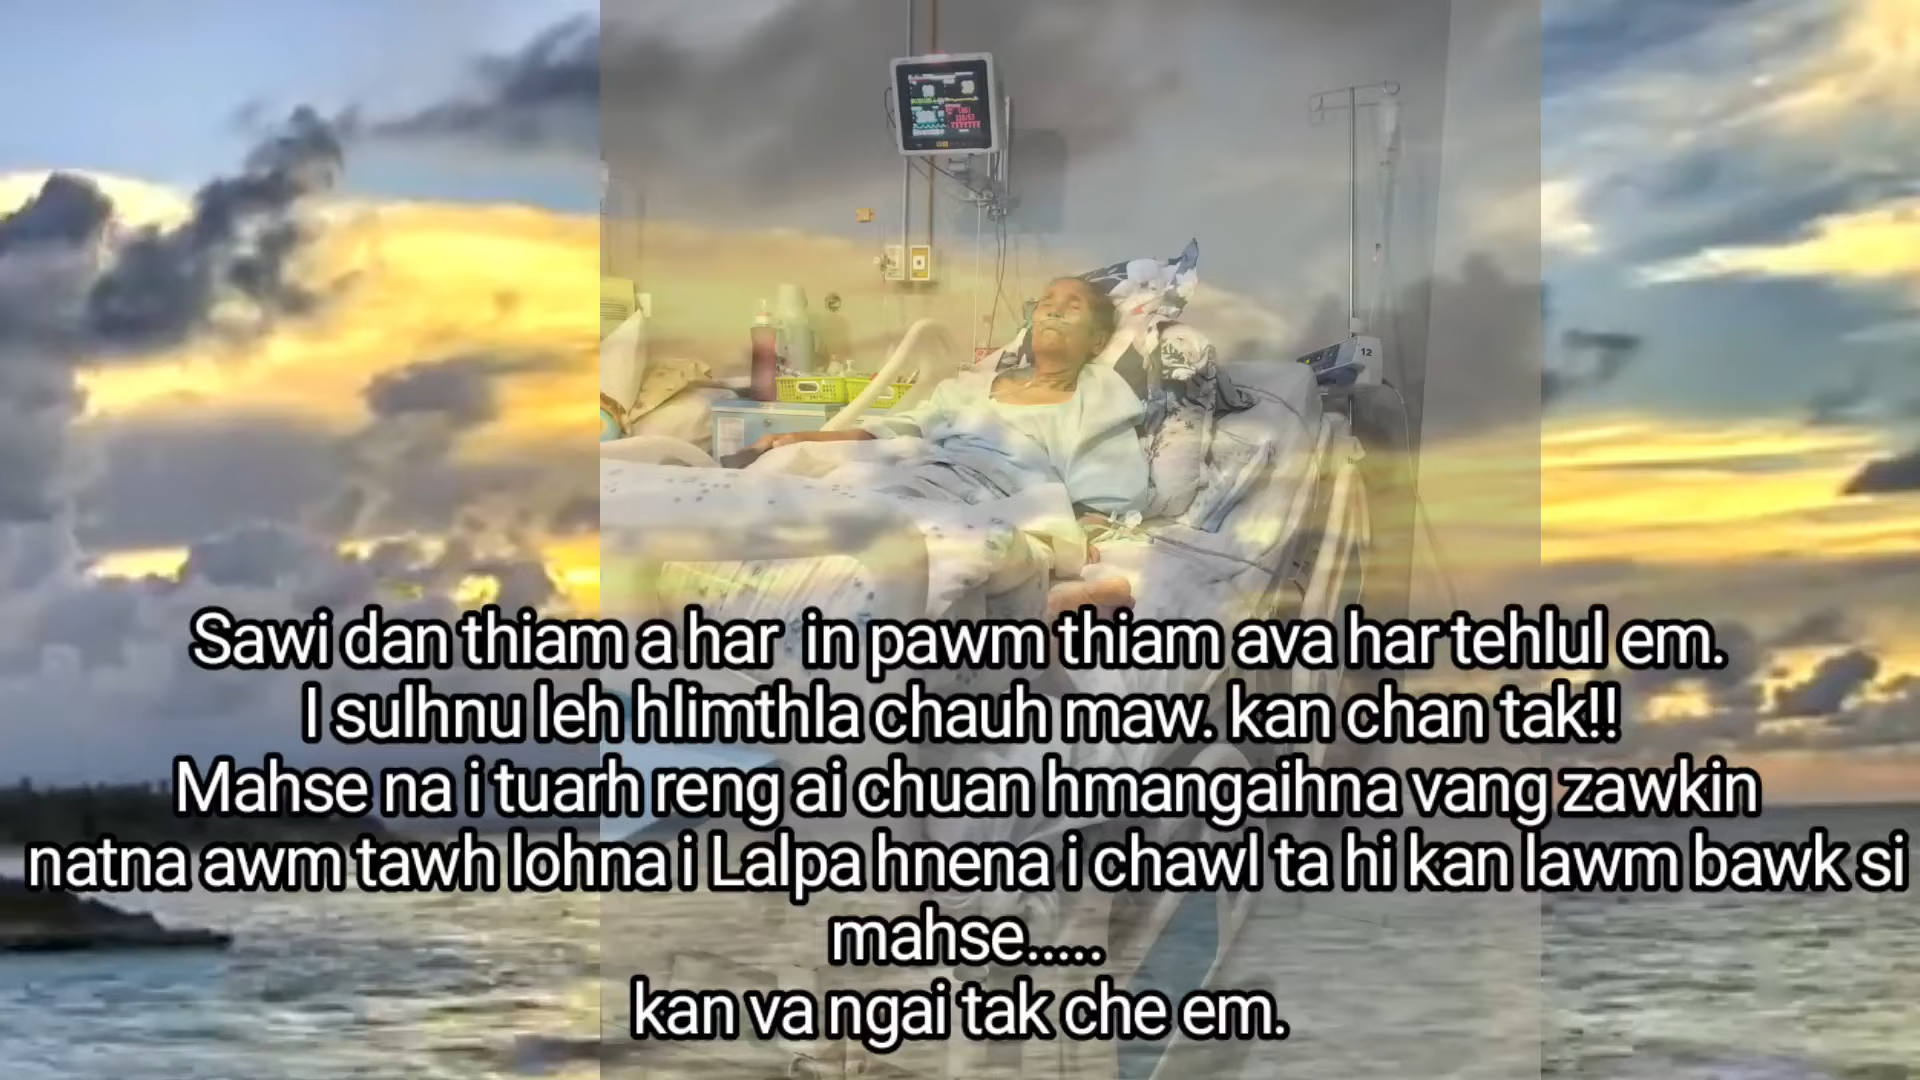 Sawi dan thiam a har in pawm thiam ava har tehlul em.
I sulhnu leh hlimthla chauh maw. kan chan tak!!
Mahse na i tuarh reng ai chuan hmangaihna vang zawkin
natna awm tawh lohna i Lalpa hnena i chawl ta hi kan lawm bawk si
mahse.....
kan va ngai tak che em.
12